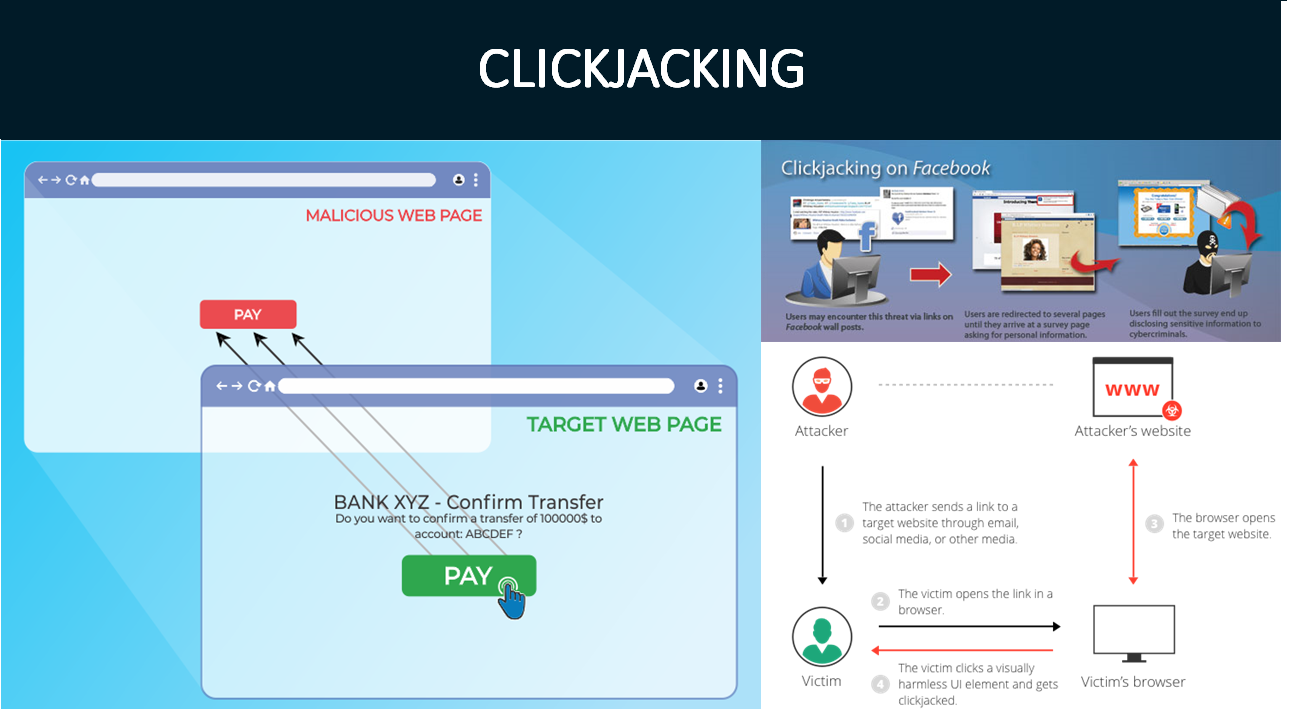 CLICKJACKING
MALICIOUS WEB PAGE
PAY
TARGET WEB PAGE
BANK XYZ - Confirm Transfer
Do you want to confirm a transfer of 100000$ to
account: ABCDEF ?
PAY
Clickjacking on Facebook
Users may encounter this threat via links on
Facebook wall posts.
Users are redirected to several pages
until they arrive at a survey page
asking for personal information.
Users fill out the survey end up
disclosing sensitive information to
cybercriminals.
www
Attacker
Attacker's website
1
The attacker sends a link to a
target website through email,
social media, or other media.
3
The browser opens
the target website.
2
The victim opens the link in a
browser.
4
The victim clicks a visually
harmless UI element and gets
clickjacked.
Victim
Victim's browser